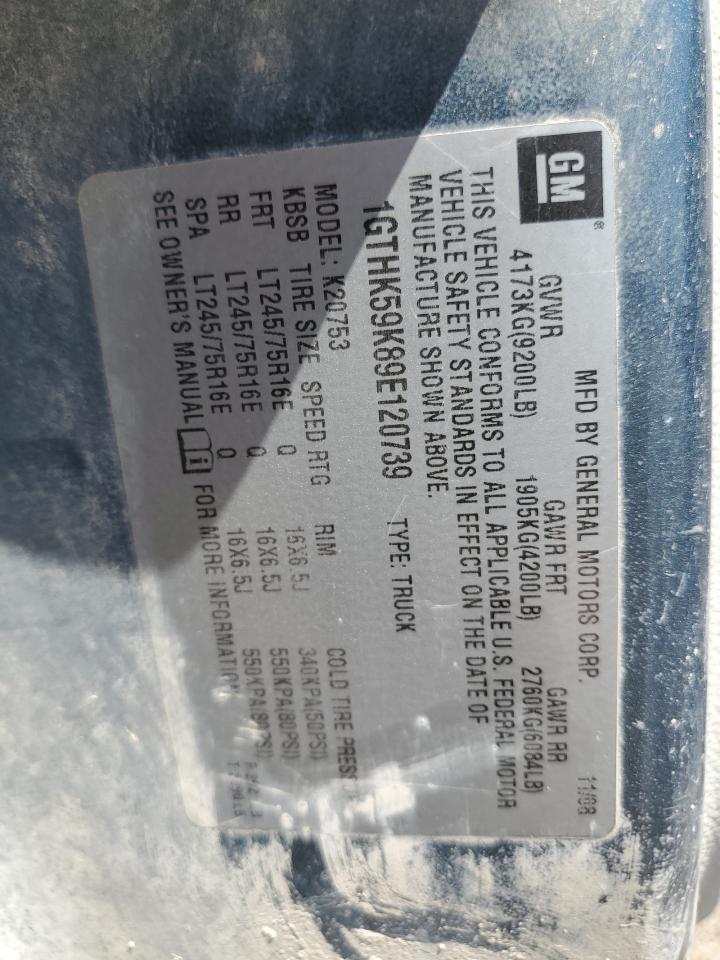 GM ®
MFD BY GENERAL MOTORS CORP. 11/08
GVWR GAWR FRT GAWR RR
4173KG(9200LB) 1905KG(4200LB) 2760KG(6084LB)
THIS VEHICLE CONFORMS TO ALL APPLICABLE U.S. FEDERAL MOTOR
VEHICLE SAFETY STANDARDS IN EFFECT ON THE DATE OF
MANUFACTURE SHOWN ABOVE.
1GTHK59K89E120739 TYPE: TRUCK
MODEL: K20753
KBSB TIRE SIZE SPEED RTG RIM COLD TIRE
FRT LT245/75R16E Q 16X6.5J 340KPA(50PSI)
RR LT245/75R16E Q 16X6.5J 550KPA(80PSI)
SPA LT245/75R16E Q 16X6.5J 550KPA(80PSI)
SEE OWNER'S MANUAL i FOR MORE INFORMATION